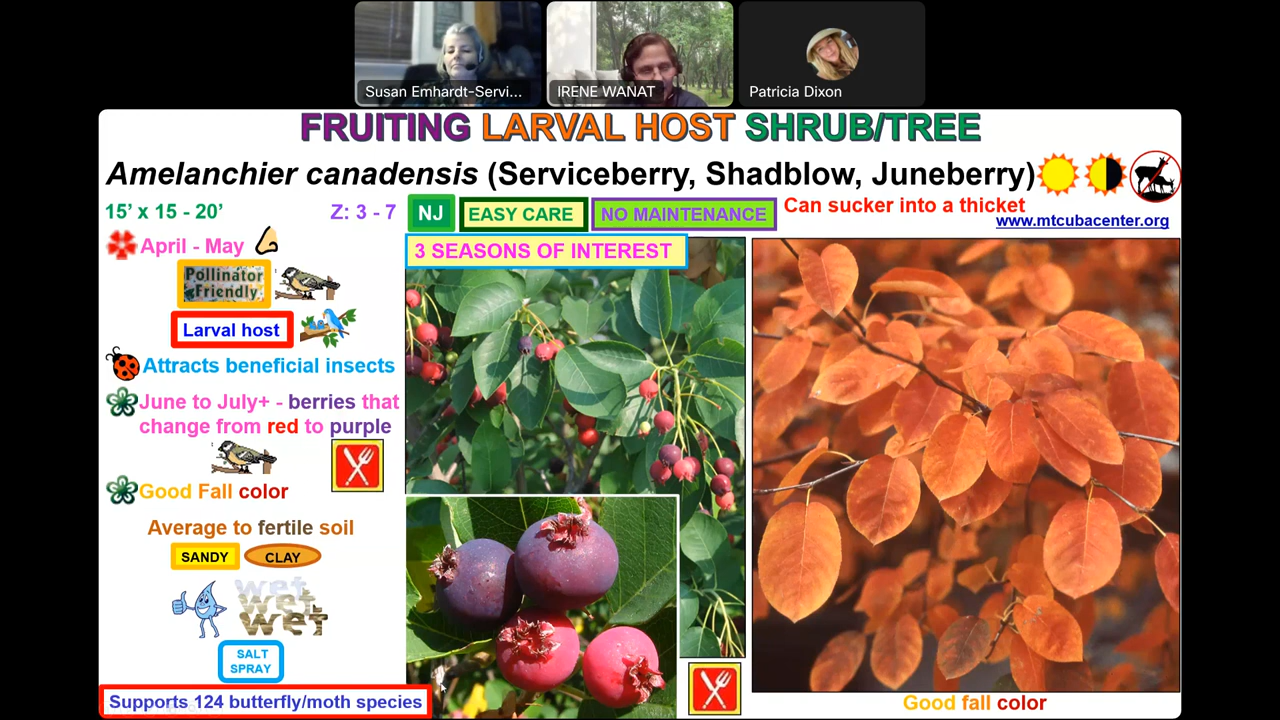 Susan Emhardt-Servi...
IRENE WANAT
Patricia Dixon
FRUITING LARVAL HOST SHRUB/TREE
Amelanchier canadensis (Serviceberry, Shadblow, Juneberry)
15’ x 15 - 20’
Z: 3 - 7
NJ
EASY CARE
NO MAINTENANCE
Can sucker into a thicket
www.mtcubacenter.org
April - May
3 SEASONS OF INTEREST
Pollinator
Friendly
Larval host
Attracts beneficial insects
June to July+ - berries that
change from red to purple
Good Fall color
Average to fertile soil
SANDY
CLAY
wet
wet
wet
SALT
SPRAY
Supports 124 butterfly/moth species
Good fall color